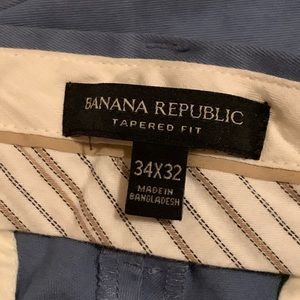 BANANA REPUBLIC
TAPERED FIT
34X32
MADE IN
BANGLADESH